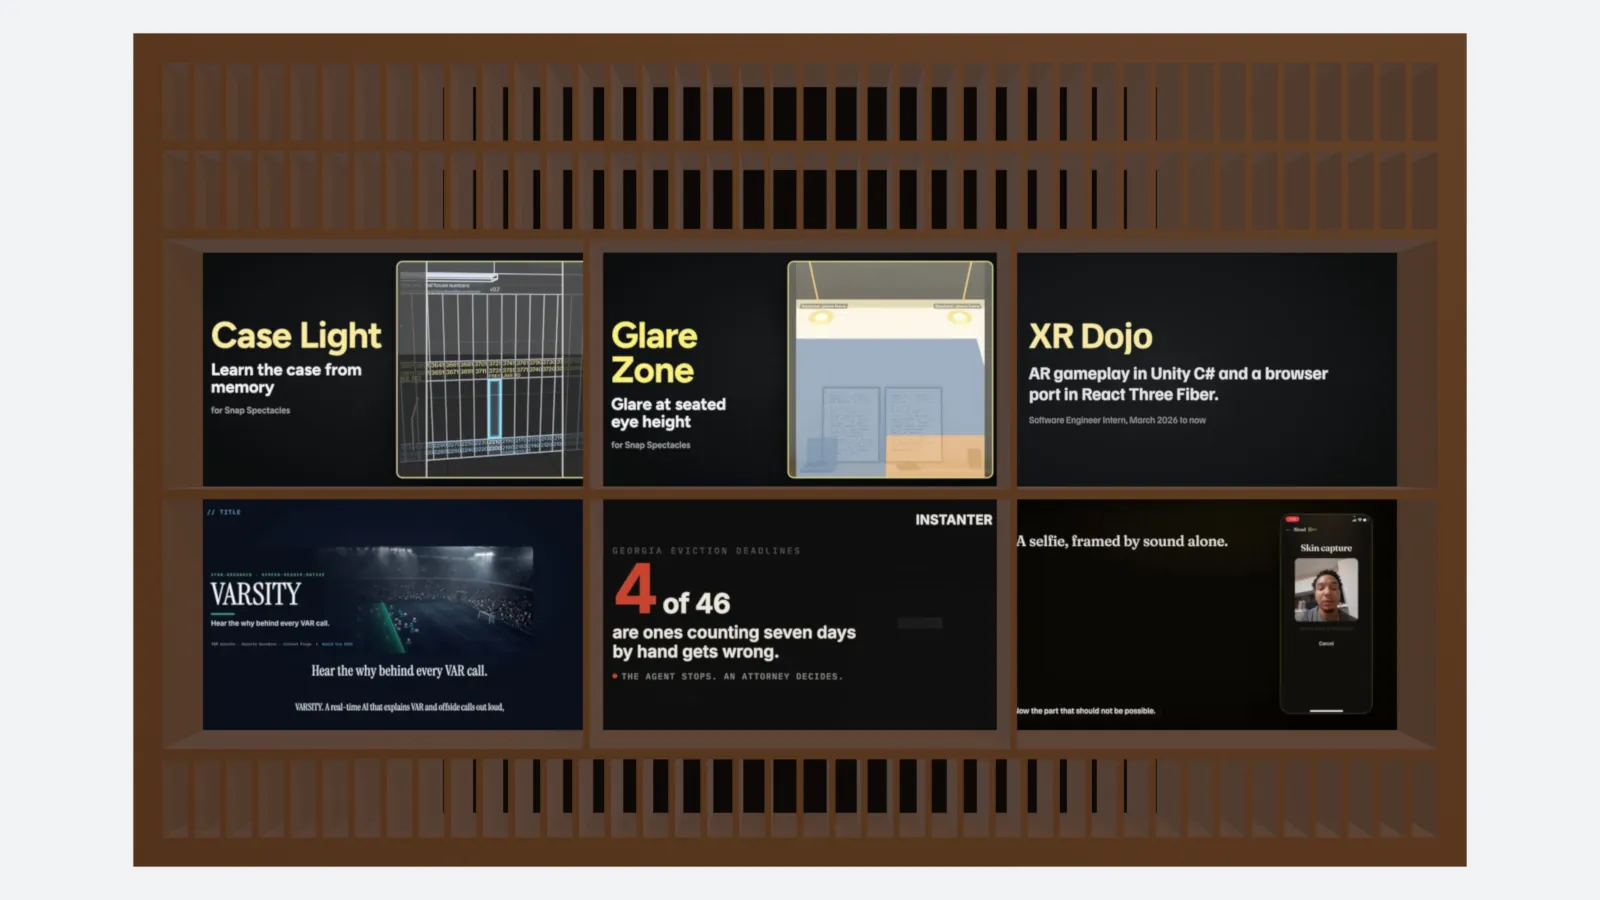 Case Light
Learn the case from
memory
for Snap Spectacles
Glare
Zone
Glare at seated
eye height
for Snap Spectacles
XR Dojo
AR gameplay in Unity C# and a browser
port in React Three Fiber.
Software Engineer Intern, March 2026 to now
// TITLE
VARSITY
Hear the why behind every VAR call.
Hear the why behind every VAR call.
VARSITY. A real-time AI that explains VAR and offside calls out loud,
INSTANTER
GEORGIA EVICTION DEADLINES
4 of 46
are ones counting seven days
by hand gets wrong.
THE AGENT STOPS. AN ATTORNEY DECIDES.
A selfie, framed by sound alone.
Skin capture
Cancel
Now the part that should not be possible.